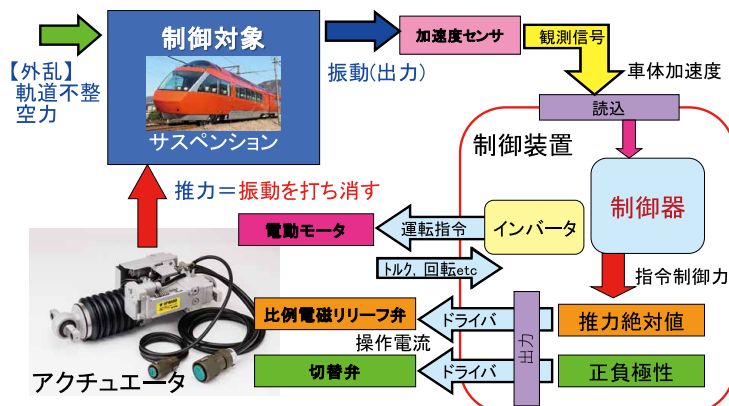 制御対象
サスペンション
【外乱】
軌道不整
空力
振動(出力)
加速度センサ
観測信号
車体加速度
読込
制御装置
制御器
指令制御力
推力＝振動を打ち消す
電動モータ
運転指令
インバータ
トルク, 回転etc
比例電磁リリーフ弁
ドライバ
推力絶対値
操作電流
出力
切替弁
ドライバ
正負極性
アクチュエータ